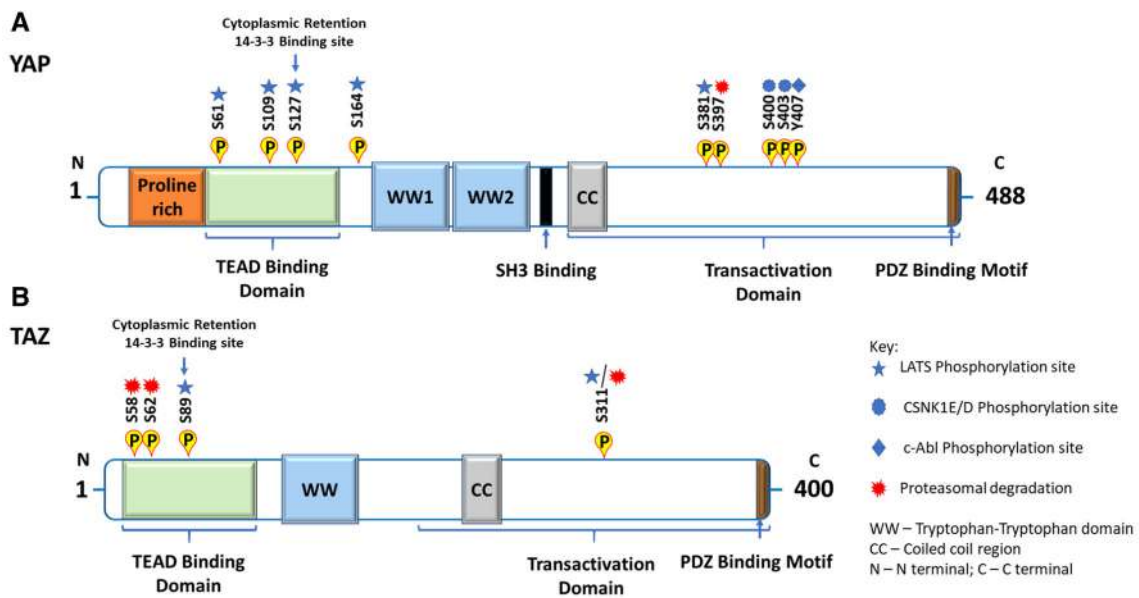 A
YAP
Cytoplasmic Retention
14-3-3 Binding site
S61
S109
S127
S164
S381
S397
S400
S403
Y407
P P P P P P P P P
N
1
Proline
rich
WW1
WW2
CC
C
488
TEAD Binding
Domain
SH3 Binding
Transactivation
Domain
PDZ Binding Motif
B
TAZ
Cytoplasmic Retention
14-3-3 Binding site
S58
S62
S89
S311
/
P P P P
N
1
WW
CC
C
400
TEAD Binding
Domain
Transactivation
Domain
PDZ Binding Motif
Key:
LATS Phosphorylation site
CSNK1E/D Phosphorylation site
c-Abl Phosphorylation site
Proteasomal degradation
WW – Tryptophan-Tryptophan domain
CC – Coiled coil region
N – N terminal; C – C terminal